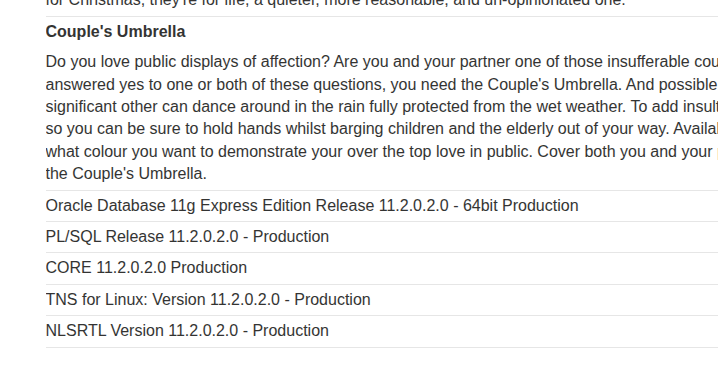 for Christmas, they're for life, a quieter, more reasonable, and un-opinionated one.
Couple's Umbrella
Do you love public displays of affection? Are you and your partner one of those insufferable cou
answered yes to one or both of these questions, you need the Couple's Umbrella. And possible
significant other can dance around in the rain fully protected from the wet weather. To add insult
so you can be sure to hold hands whilst barging children and the elderly out of your way. Availal
what colour you want to demonstrate your over the top love in public. Cover both you and your
the Couple's Umbrella.
Oracle Database 11g Express Edition Release 11.2.0.2.0 - 64bit Production
PL/SQL Release 11.2.0.2.0 - Production
CORE 11.2.0.2.0 Production
TNS for Linux: Version 11.2.0.2.0 - Production
NLSRTL Version 11.2.0.2.0 - Production